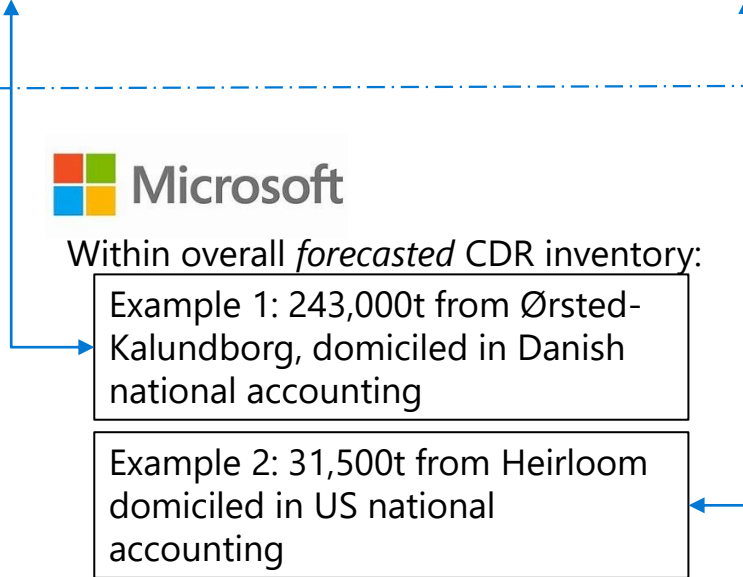 Microsoft
Within overall forecasted CDR inventory:
Example 1: 243,000t from Ørsted-
Kalundborg, domiciled in Danish
national accounting
Example 2: 31,500t from Heirloom
domiciled in US national
accounting